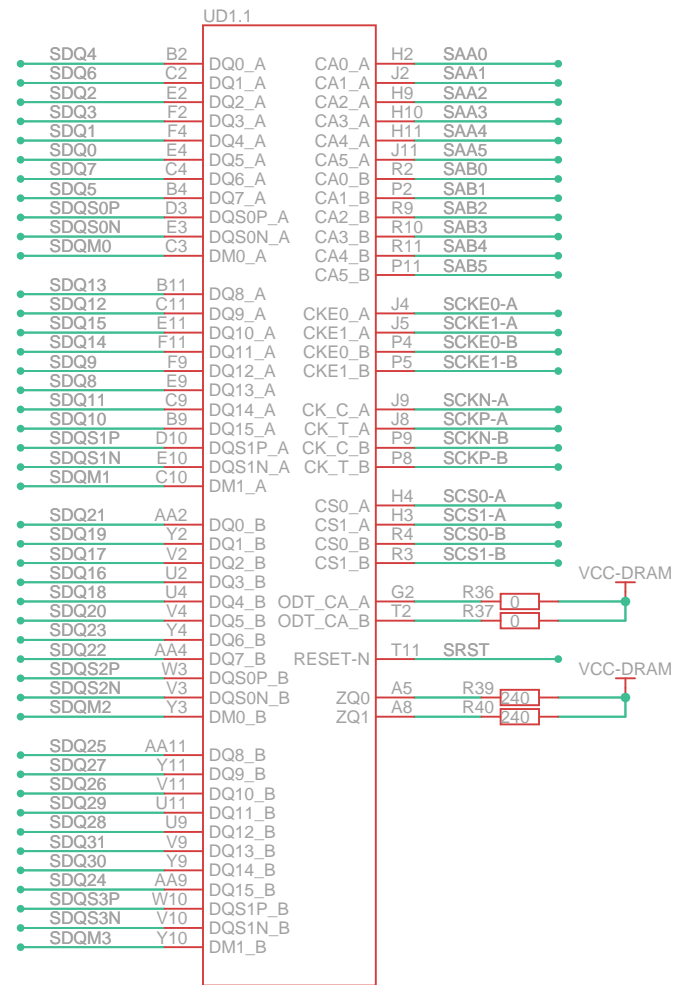 UD1.1
SDQ4 B2 DQ0_A CA0_A H2 SAA0
SDQ6 C2 DQ1_A CA1_A J2 SAA1
SDQ2 E2 DQ2_A CA2_A H9 SAA2
SDQ3 F2 DQ3_A CA3_A H10 SAA3
SDQ1 F4 DQ4_A CA4_A H11 SAA4
SDQ0 E4 DQ5_A CA5_A J11 SAA5
SDQ7 C4 DQ6_A CA0_B R2 SAB0
SDQ5 B4 DQ7_A CA1_B P2 SAB1
SDQS0P D3 DQS0P_A CA2_B R9 SAB2
SDQS0N E3 DQS0N_A CA3_B R10 SAB3
SDQM0 C3 DM0_A CA4_B R11 SAB4
CA5_B P11 SAB5
SDQ13 B11 DQ8_A
SDQ12 C11 DQ9_A CKE0_A J4 SCKE0-A
SDQ15 E11 DQ10_A CKE1_A J5 SCKE1-A
SDQ14 F11 DQ11_A CKE0_B P4 SCKE0-B
SDQ9 F9 DQ12_A CKE1_B P5 SCKE1-B
SDQ8 E9 DQ13_A
SDQ11 C9 DQ14_A CK_C_A J9 SCKN-A
SDQ10 B9 DQ15_A CK_T_A J8 SCKP-A
SDQS1P D10 DQS1P_A CK_C_B P9 SCKN-B
SDQS1N E10 DQS1N_A CK_T_B P8 SCKP-B
SDQM1 C10 DM1_A
CS0_A H4 SCS0-A
SDQ21 AA2 DQ0_B CS1_A H3 SCS1-A
SDQ19 Y2 DQ1_B CS0_B R4 SCS0-B
SDQ17 V2 DQ2_B CS1_B R3 SCS1-B
SDQ16 U2 DQ3_B VCC-DRAM
SDQ18 U4 DQ4_B ODT_CA_A G2 R36 0
SDQ20 V4 DQ5_B ODT_CA_B T2 R37 0
SDQ23 Y4 DQ6_B
SDQ22 AA4 DQ7_B RESET-N T11 SRST
SDQS2P W3 DQS0P_B VCC-DRAM
SDQS2N V3 DQS0N_B ZQ0 A5 R39 240
SDQM2 Y3 DM0_B ZQ1 A8 R40 240
SDQ25 AA11 DQ8_B
SDQ27 Y11 DQ9_B
SDQ26 V11 DQ10_B
SDQ29 U11 DQ11_B
SDQ28 U9 DQ12_B
SDQ31 V9 DQ13_B
SDQ30 Y9 DQ14_B
SDQ24 AA9 DQ15_B
SDQS3P W10 DQS1P_B
SDQS3N V10 DQS1N_B
SDQM3 Y10 DM1_B